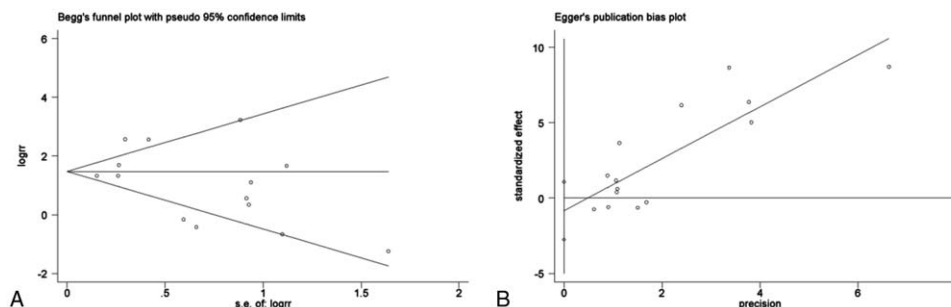 Begg's funnel plot with pseudo 95% confidence limits
6
4
2
0
-2
logrr
0
.5
1
1.5
2
s.e. of: logrr
A
Egger's publication bias plot
10
5
0
-5
standardized effect
0
2
4
6
precision
B